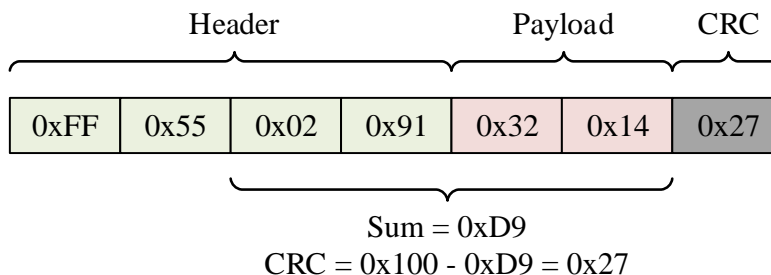 Header Payload CRC
0xFF 0x55 0x02 0x91 0x32 0x14 0x27
Sum = 0xD9
CRC = 0x100 - 0xD9 = 0x27